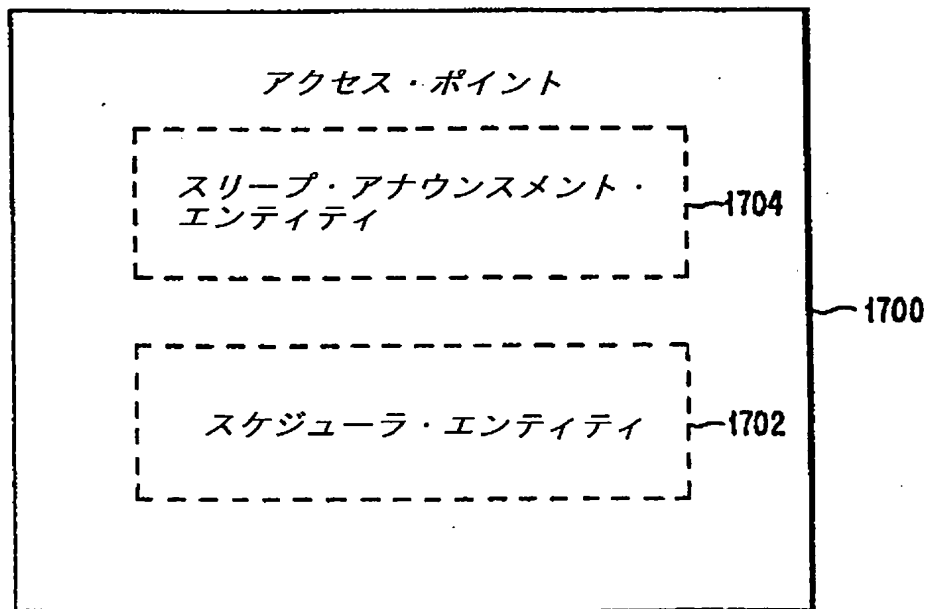 アクセス・ポイント
スリープ・アナウンスメント・
エンティティ
1704
1700
スケジューラ・エンティティ
1702